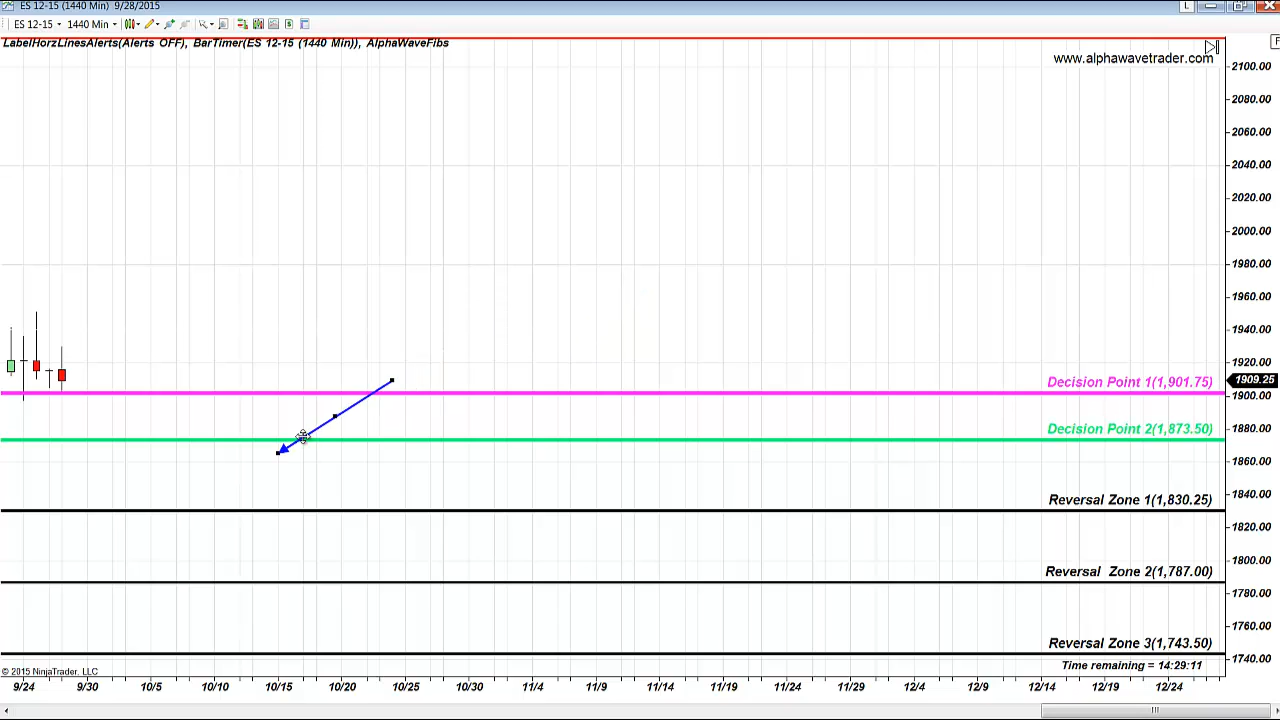 ES 12-15 (1440 Min) 9/28/2015
L
ES 12-15 1440 Min
LabelHorzLinesAlerts(Alerts OFF), BarTimer(ES 12-15 (1440 Min)), AlphaWaveFibs
F
www.alphawavetrader.com
2100.00
2080.00
2060.00
2040.00
2020.00
2000.00
1980.00
1960.00
1940.00
1920.00
1909.25
Decision Point 1(1,901.75)
1900.00
Decision Point 2(1,873.50)
1880.00
1860.00
Reversal Zone 1(1,830.25)
1840.00
1820.00
1800.00
Reversal Zone 2(1,787.00)
1780.00
1760.00
Reversal Zone 3(1,743.50)
1740.00
© 2015 NinjaTrader, LLC
Time remaining = 14:29:11
9/24 9/30 10/5 10/10 10/15 10/20 10/25 10/30 11/4 11/9 11/14 11/19 11/24 11/29 12/4 12/9 12/14 12/19 12/24